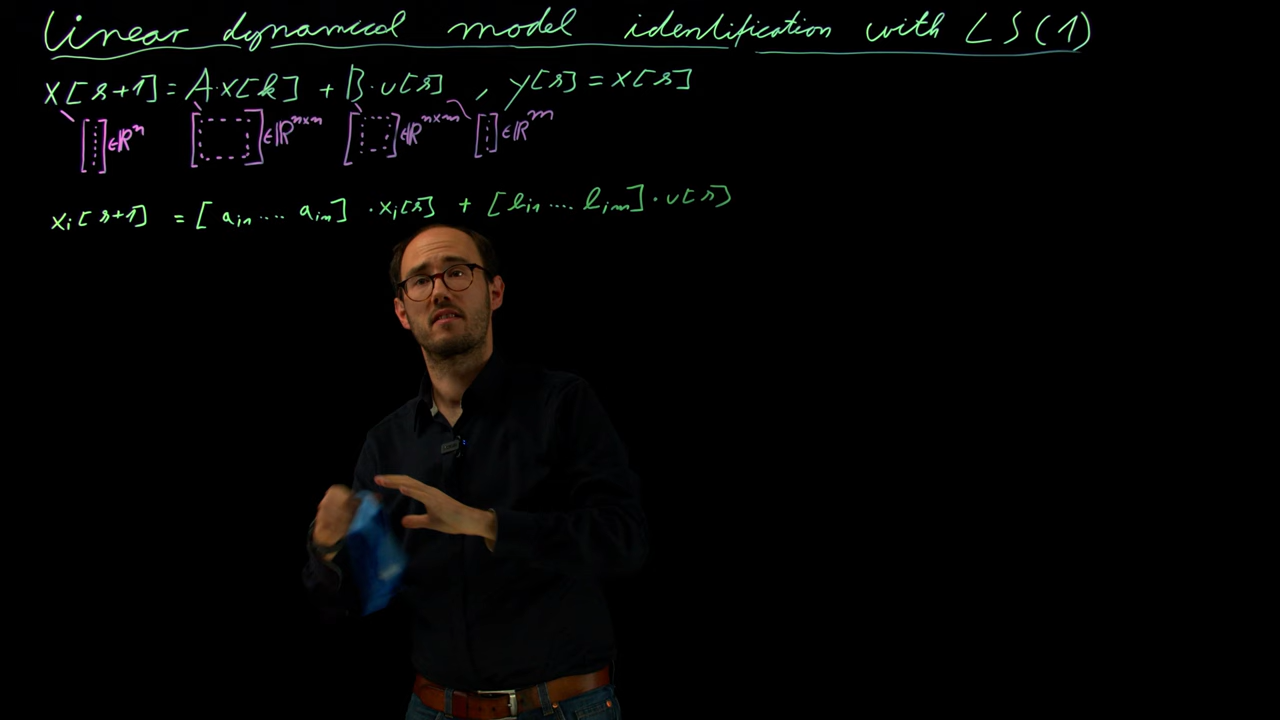 Linear dynamical model identification with LS (1)
x[k+1] = A·x[k] + B·u[k] , y[k] = x[k]
[ ] ∈ ℝⁿ [ ] ∈ ℝⁿˣⁿ [ ] ∈ ℝⁿˣᵐ [ ] ∈ ℝᵐ
xᵢ[k+1] = [aᵢ₁ .... aᵢₙ] · xᵢ[k] + [bᵢ₁ .... bᵢₘ] · u[k]